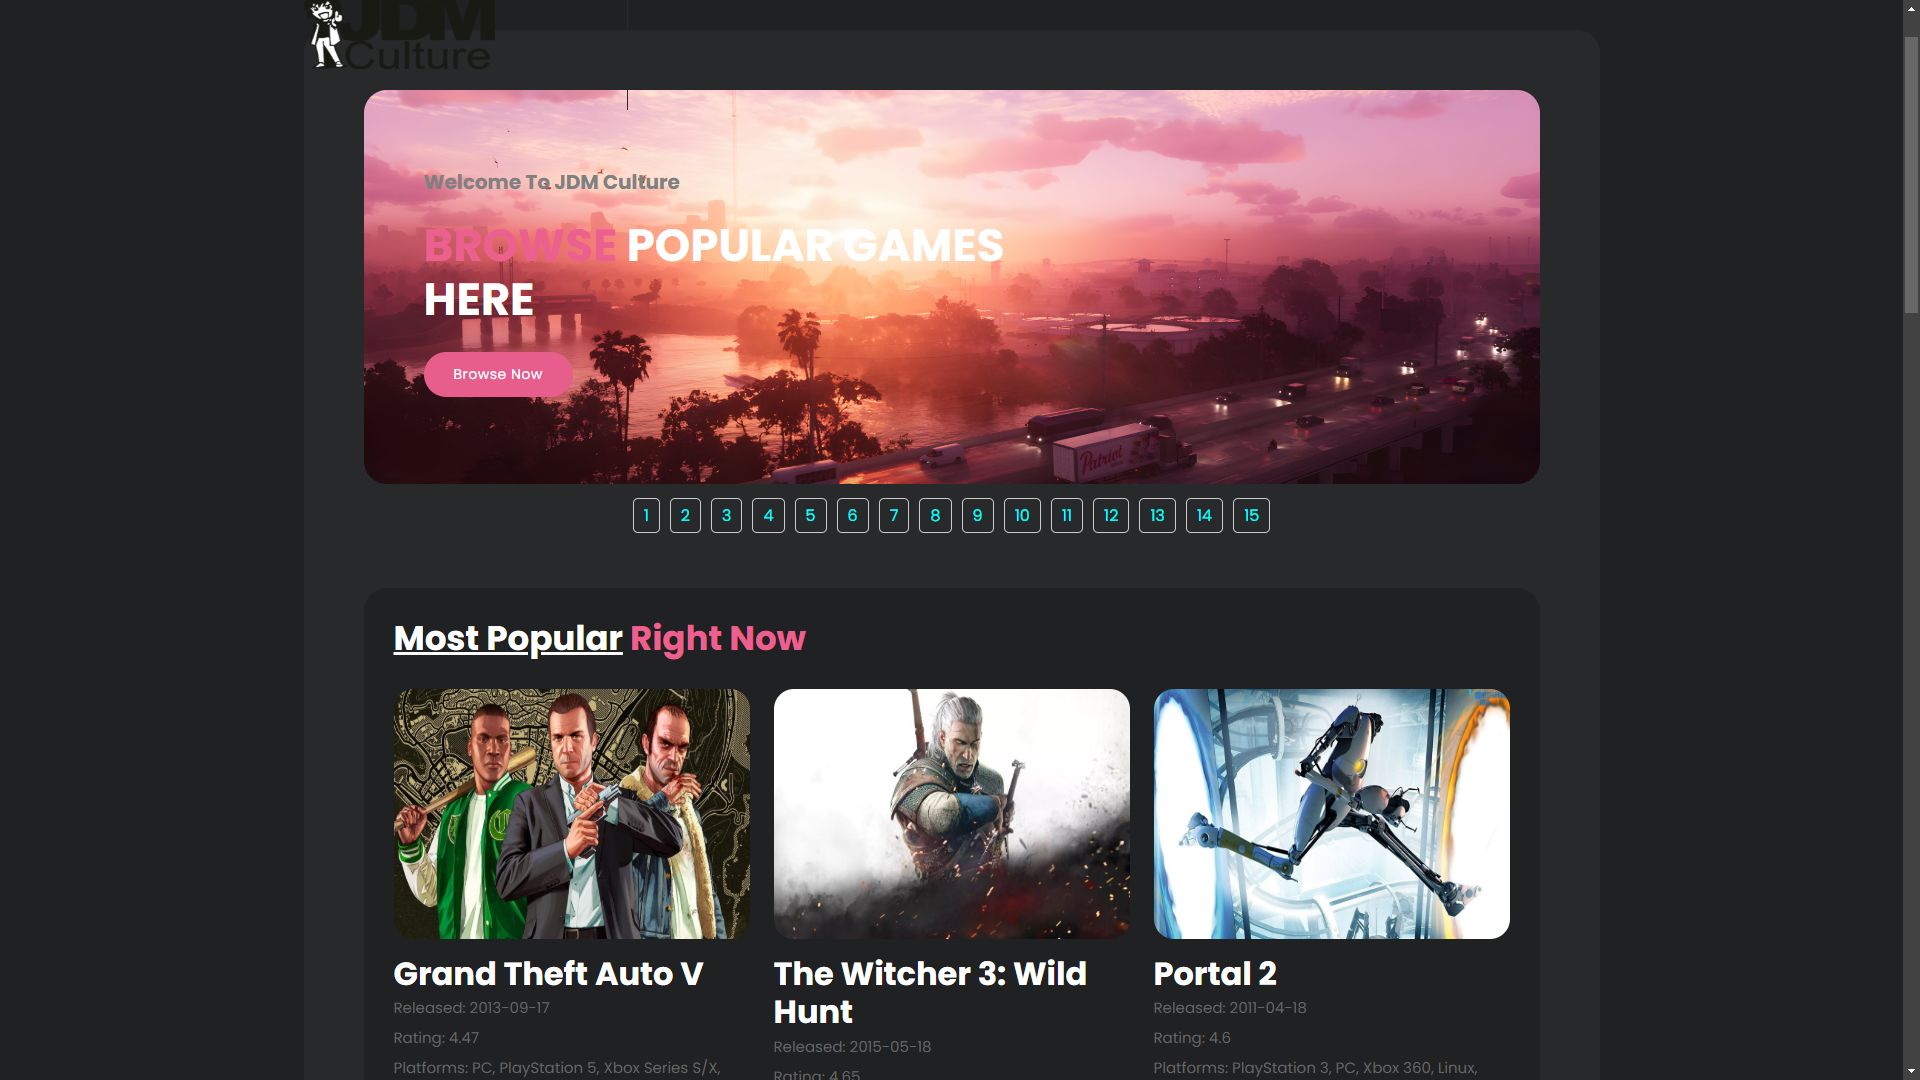 JDM
Culture
Welcome To JDM Culture
BROWSE POPULAR GAMES
HERE
Browse Now
Patriot
1 2 3 4 5 6 7 8 9 10 11 12 13 14 15
Most Popular Right Now
Grand Theft Auto V
Released: 2013-09-17
Rating: 4.47
Platforms: PC, PlayStation 5, Xbox Series S/X,
The Witcher 3: Wild
Hunt
Released: 2015-05-18
Rating: 4.65
Portal 2
Released: 2011-04-18
Rating: 4.6
Platforms: PlayStation 3, PC, Xbox 360, Linux,